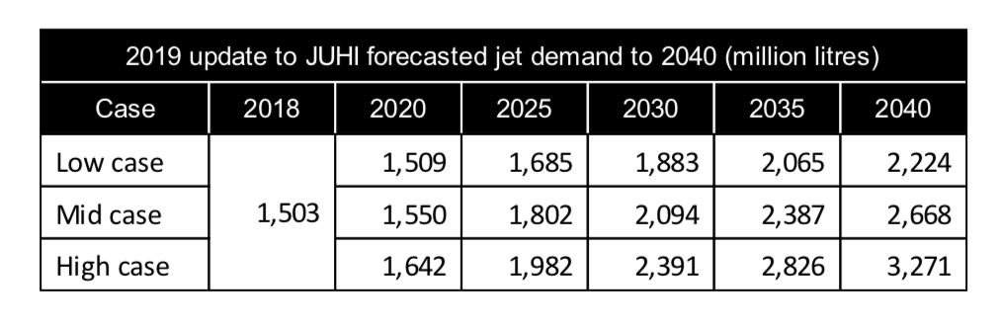 2019 update to JUHI forecasted jet demand to 2040 (million litres)
Case 2018 2020 2025 2030 2035 2040
Low case 1,509 1,685 1,883 2,065 2,224
Mid case 1,503 1,550 1,802 2,094 2,387 2,668
High case 1,642 1,982 2,391 2,826 3,271